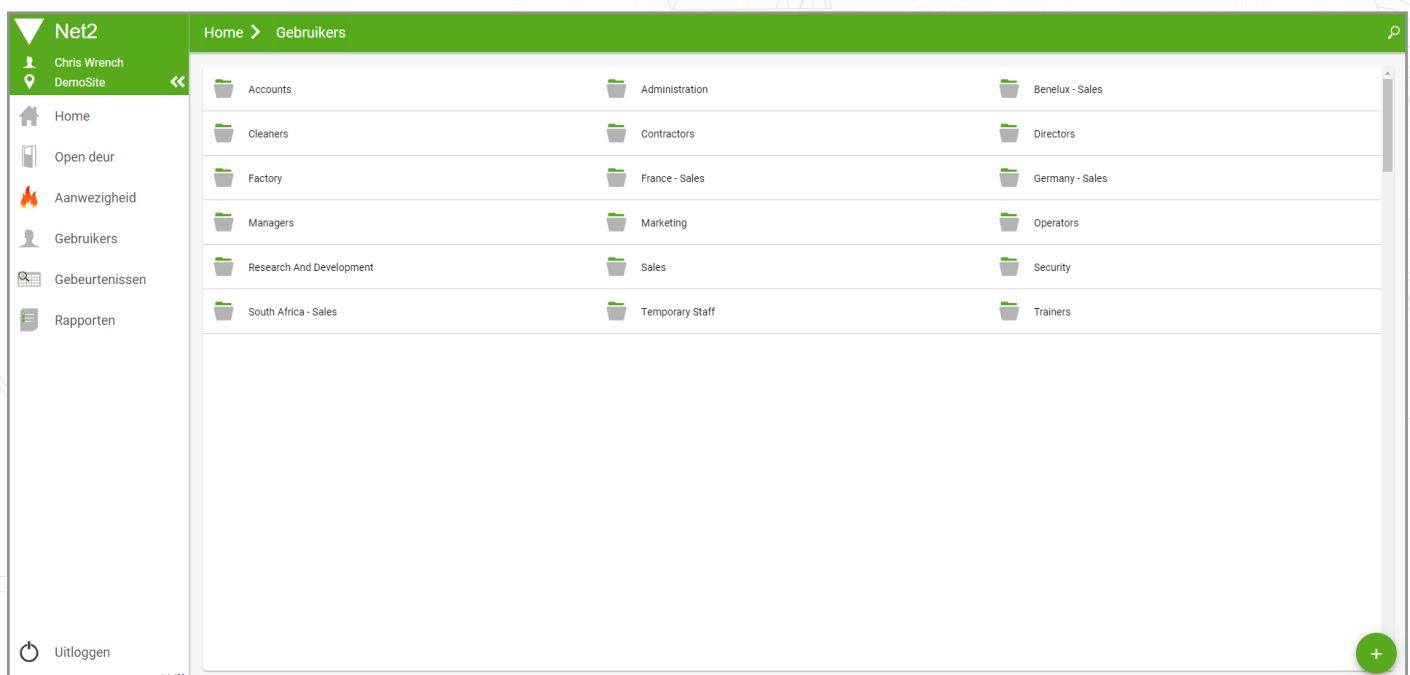 Net2
Chris Wrench
DemoSite
Home
Open deur
Aanwezigheid
Gebruikers
Gebeurtenissen
Rapporten
Uitloggen
Home Gebruikers
Accounts Administration Benelux - Sales
Cleaners Contractors Directors
Factory France - Sales Germany - Sales
Managers Marketing Operators
Research And Development Sales Security
South Africa - Sales Temporary Staff Trainers
+